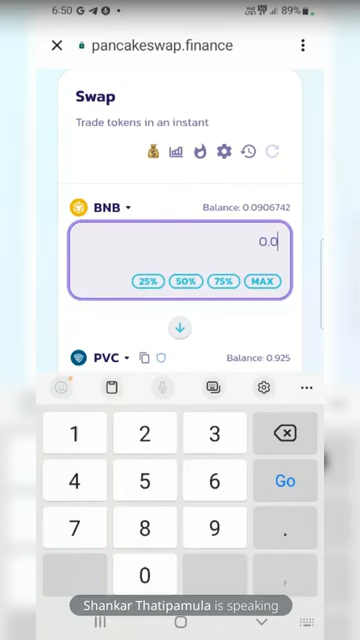 6:50 89%
pancakeswap.finance
Swap
Trade tokens in an instant
BNB Balance: 0.0906742
0.0
25% 50% 75% MAX
PVC Balance: 0.925
1 2 3
4 5 6 Go
7 8 9 .
0 ,
Shankar Thatipamula is speaking